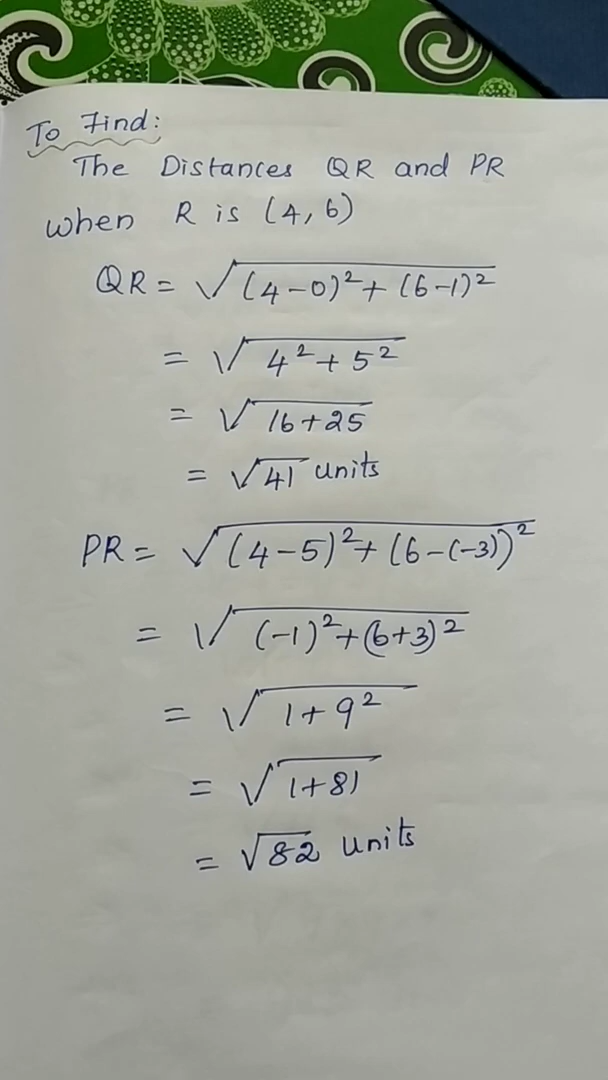 To Find:
The Distances QR and PR
when R is (4, 6)
QR = √(4-0)²+(6-1)²
= √4²+5²
= √16+25
= √41 units
PR = √(4-5)²+(6-(-3))²
= √(-1)²+(6+3)²
= √1+9²
= √1+81
= √82 units